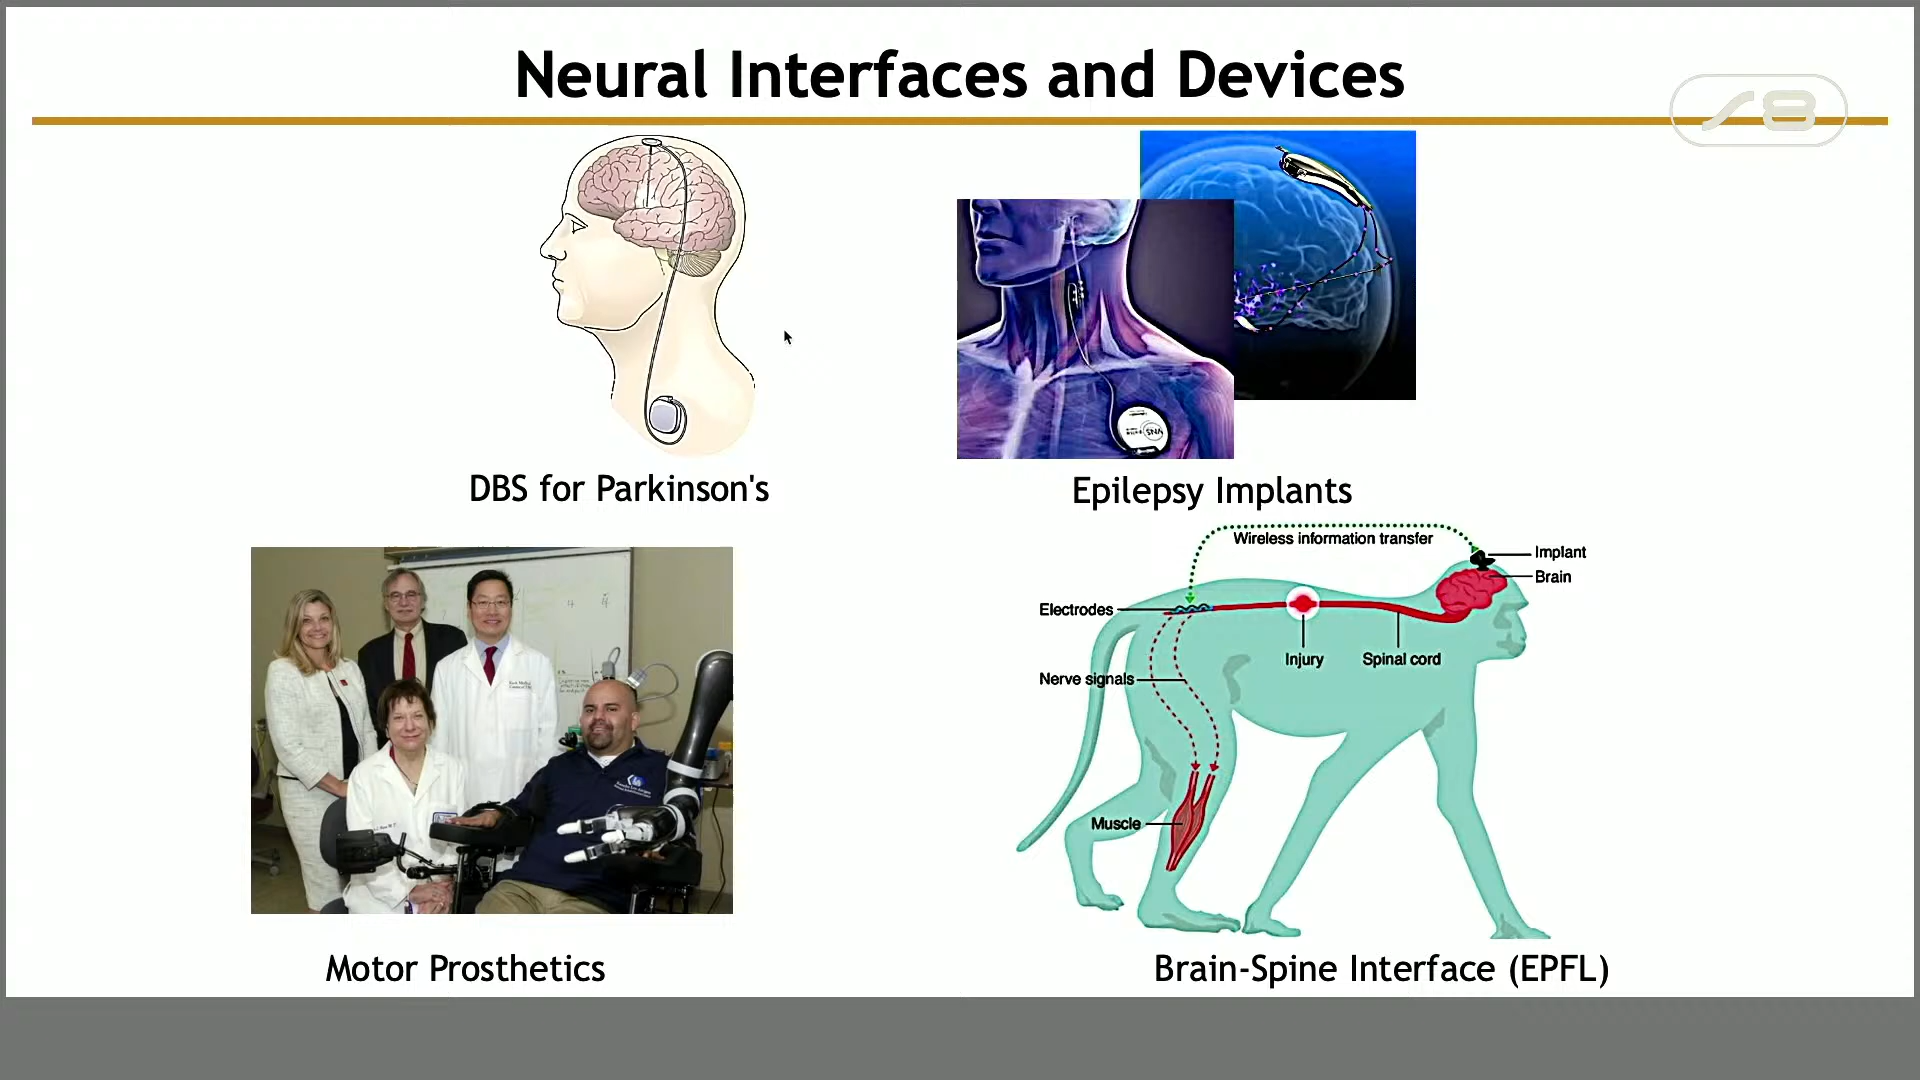 Neural Interfaces and Devices
DBS for Parkinson's
VNS
Epilepsy Implants
Wireless information transfer
Implant
Brain
Electrodes
Injury
Spinal cord
Nerve signals
Muscle
Motor Prosthetics
Brain-Spine Interface (EPFL)